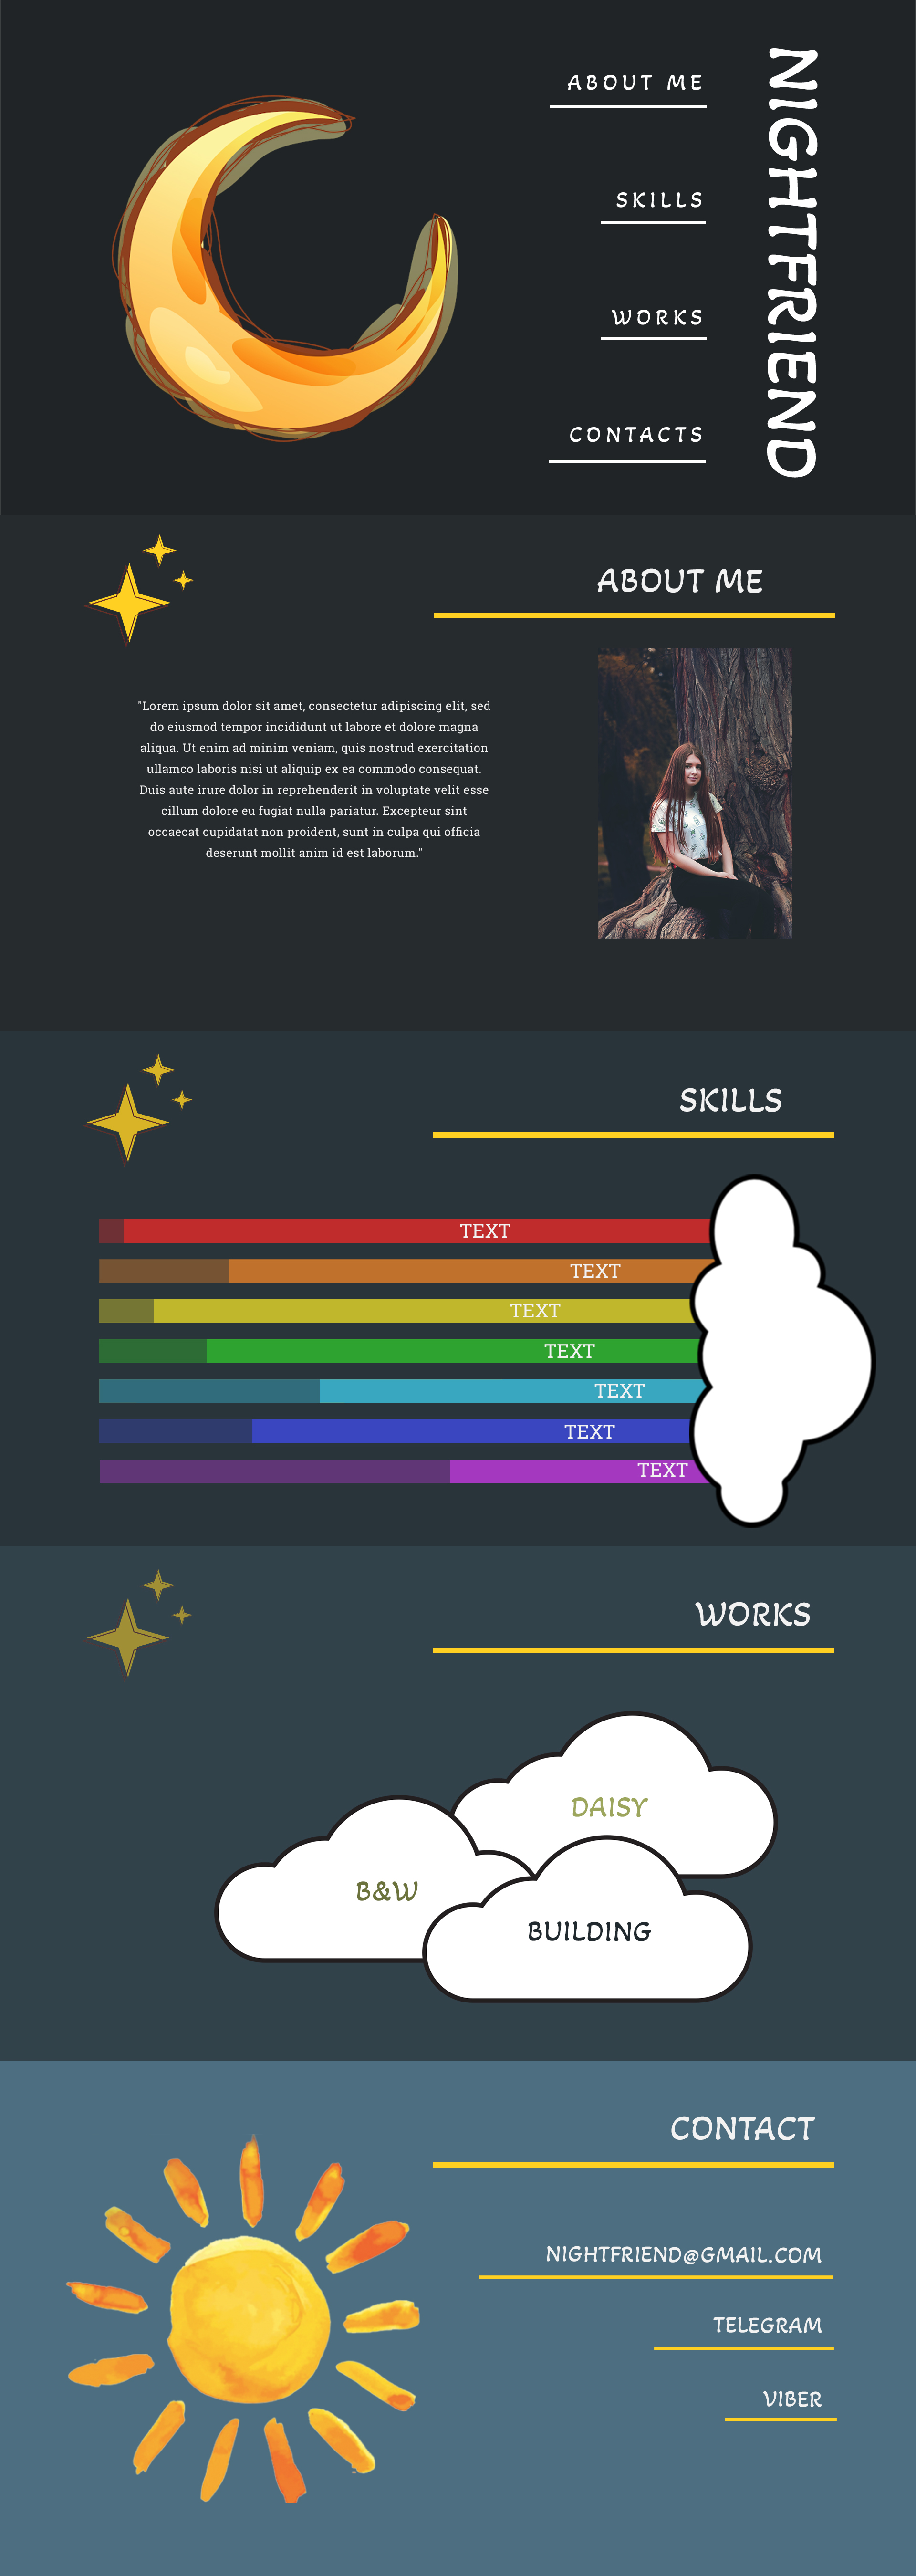 ABOUT ME
SKILLS
WORKS
CONTACTS
NIGHTFRIEND
ABOUT ME
"Lorem ipsum dolor sit amet, consectetur adipiscing elit, sed
do eiusmod tempor incididunt ut labore et dolore magna
aliqua. Ut enim ad minim veniam, quis nostrud exercitation
ullamco laboris nisi ut aliquip ex ea commodo consequat.
Duis aute irure dolor in reprehenderit in voluptate velit esse
cillum dolore eu fugiat nulla pariatur. Excepteur sint
occaecat cupidatat non proident, sunt in culpa qui officia
deserunt mollit anim id est laborum."
SKILLS
TEXT
TEXT
TEXT
TEXT
TEXT
TEXT
TEXT
WORKS
DAISY
B&W
BUILDING
CONTACT
NIGHTFRIEND@GMAIL.COM
TELEGRAM
VIBER